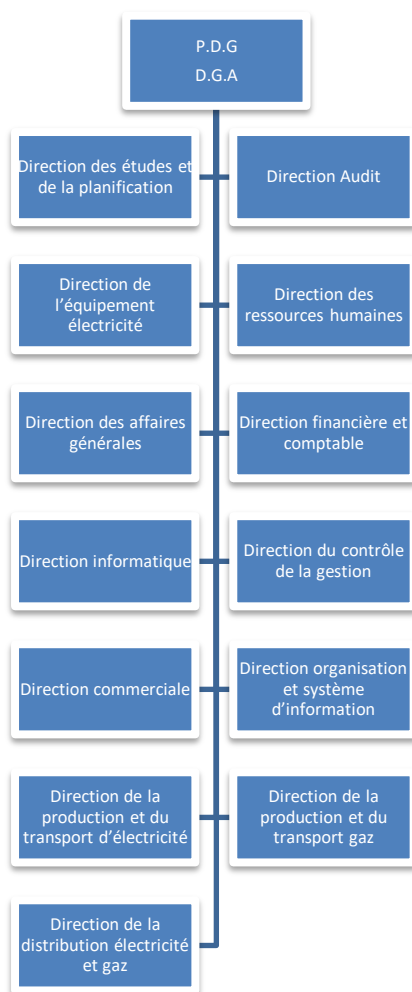 P.D.G
D.G.A
Direction des études et
de la planification
Direction Audit
Direction de
l’équipement
électricité
Direction des
ressources humaines
Direction des affaires
générales
Direction financière et
comptable
Direction informatique
Direction du contrôle
de la gestion
Direction commerciale
Direction organisation
et système
d’information
Direction de la
production et du
transport d’électricité
Direction de la
production et du
transport gaz
Direction de la
distribution électricité
et gaz